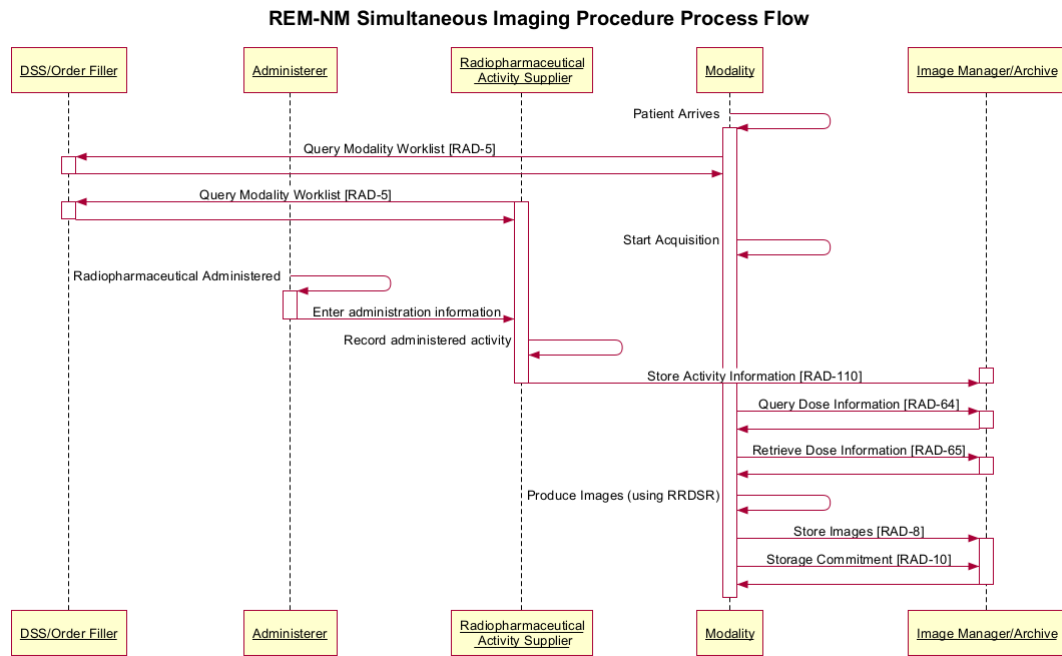 REM-NM Simultaneous Imaging Procedure Process Flow
DSS/Order Filler
Administerer
Radiopharmaceutical
Activity Supplier
Modality
Image Manager/Archive
Patient Arrives
Query Modality Worklist [RAD-5]
Query Modality Worklist [RAD-5]
Start Acquisition
Radiopharmaceutical Administered
Enter administration information
Record administered activity
Store Activity Information [RAD-110]
Query Dose Information [RAD-64]
Retrieve Dose Information [RAD-65]
Produce Images (using RRDSR)
Store Images [RAD-8]
Storage Commitment [RAD-10]
DSS/Order Filler
Administerer
Radiopharmaceutical
Activity Supplier
Modality
Image Manager/Archive